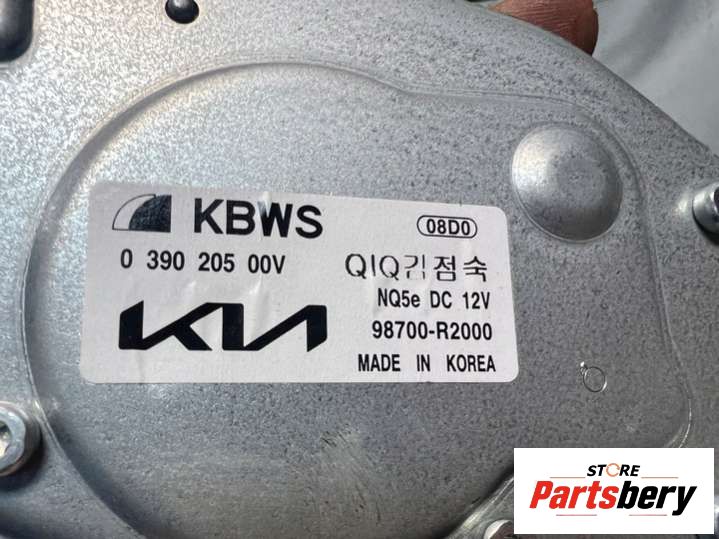 KBWS 08D0
0 390 205 00V QIQ김점숙
NQ5e DC 12V
KIA 98700-R2000
MADE IN KOREA
STORE
Partsbery